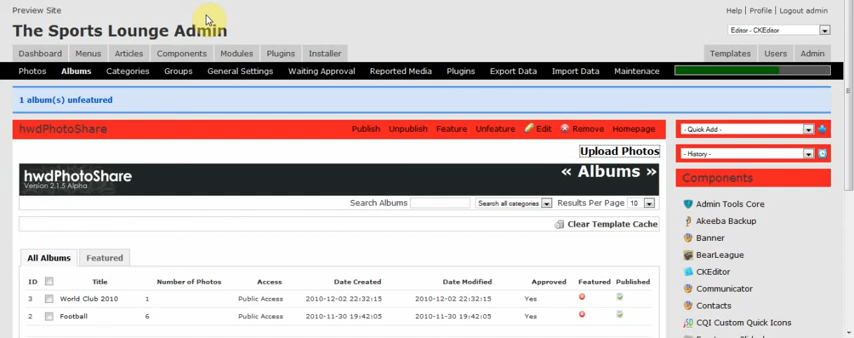 Preview Site
Help | Profile | Logout admin
The Sports Lounge Admin
Editor - CKEditor
Dashboard Menus Articles Components Modules Plugins Installer Templates Users Admin
Photos Albums Categories Groups General Settings Waiting Approval Reported Media Plugins Export Data Import Data Maintenace
1 album(s) unfeatured
hwdPhotoShare Publish Unpublish Feature Unfeature Edit Remove Homepage
- Quick Add -
Upload Photos
- History -
hwdPhotoShare
Version 2.1.5 Alpha
« Albums »
Components
Search Albums Search all categories Results Per Page 10
Clear Template Cache
All Albums Featured
ID Title Number of Photos Access Date Created Date Modified Approved Featured Published
3 World Club 2010 1 Public Access 2010-12-02 22:32:15 2010-12-02 22:32:15 Yes
2 Football 6 Public Access 2010-11-30 19:42:05 2010-11-30 19:42:05 Yes
Admin Tools Core
Akeeba Backup
Banner
BearLeague
CKEditor
Communicator
Contacts
CQI Custom Quick Icons